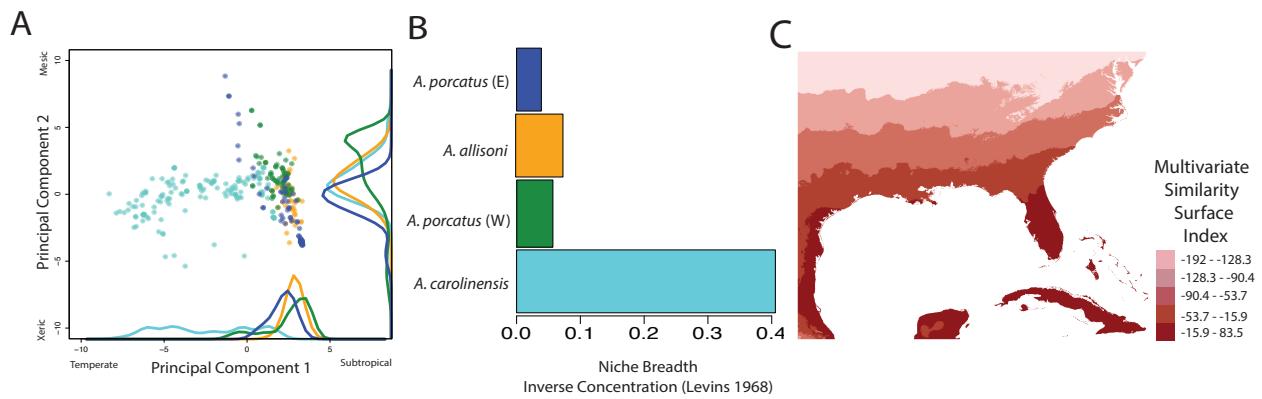 A
Mesic
10
5
0
−5
−10
Xeric
Principal Component 2
−10
−5
0
5
Temperate
Principal Component 1
Subtropical
B
A. porcatus (E)
A. allisoni
A. porcatus (W)
A. carolinensis
0.0
0.1
0.2
0.3
0.4
Niche Breadth
Inverse Concentration (Levins 1968)
C
Multivariate
Similarity
Surface
Index
-192 - -128.3
-128.3 - -90.4
-90.4 - -53.7
-53.7 - -15.9
-15.9 - 83.5